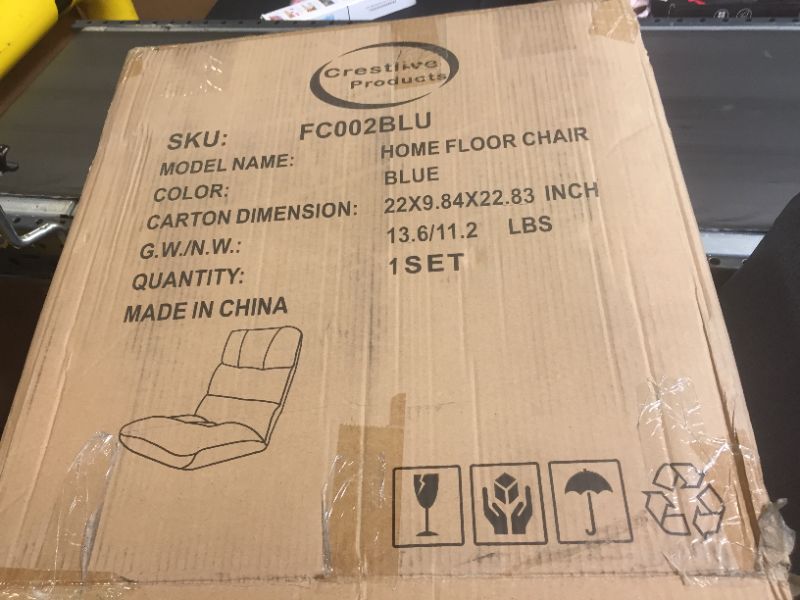 Crestlive
Products
SKU: FC002BLU
MODEL NAME: HOME FLOOR CHAIR
COLOR: BLUE
CARTON DIMENSION: 22X9.84X22.83 INCH
G.W./N.W.: 13.6/11.2 LBS
QUANTITY: 1SET
MADE IN CHINA